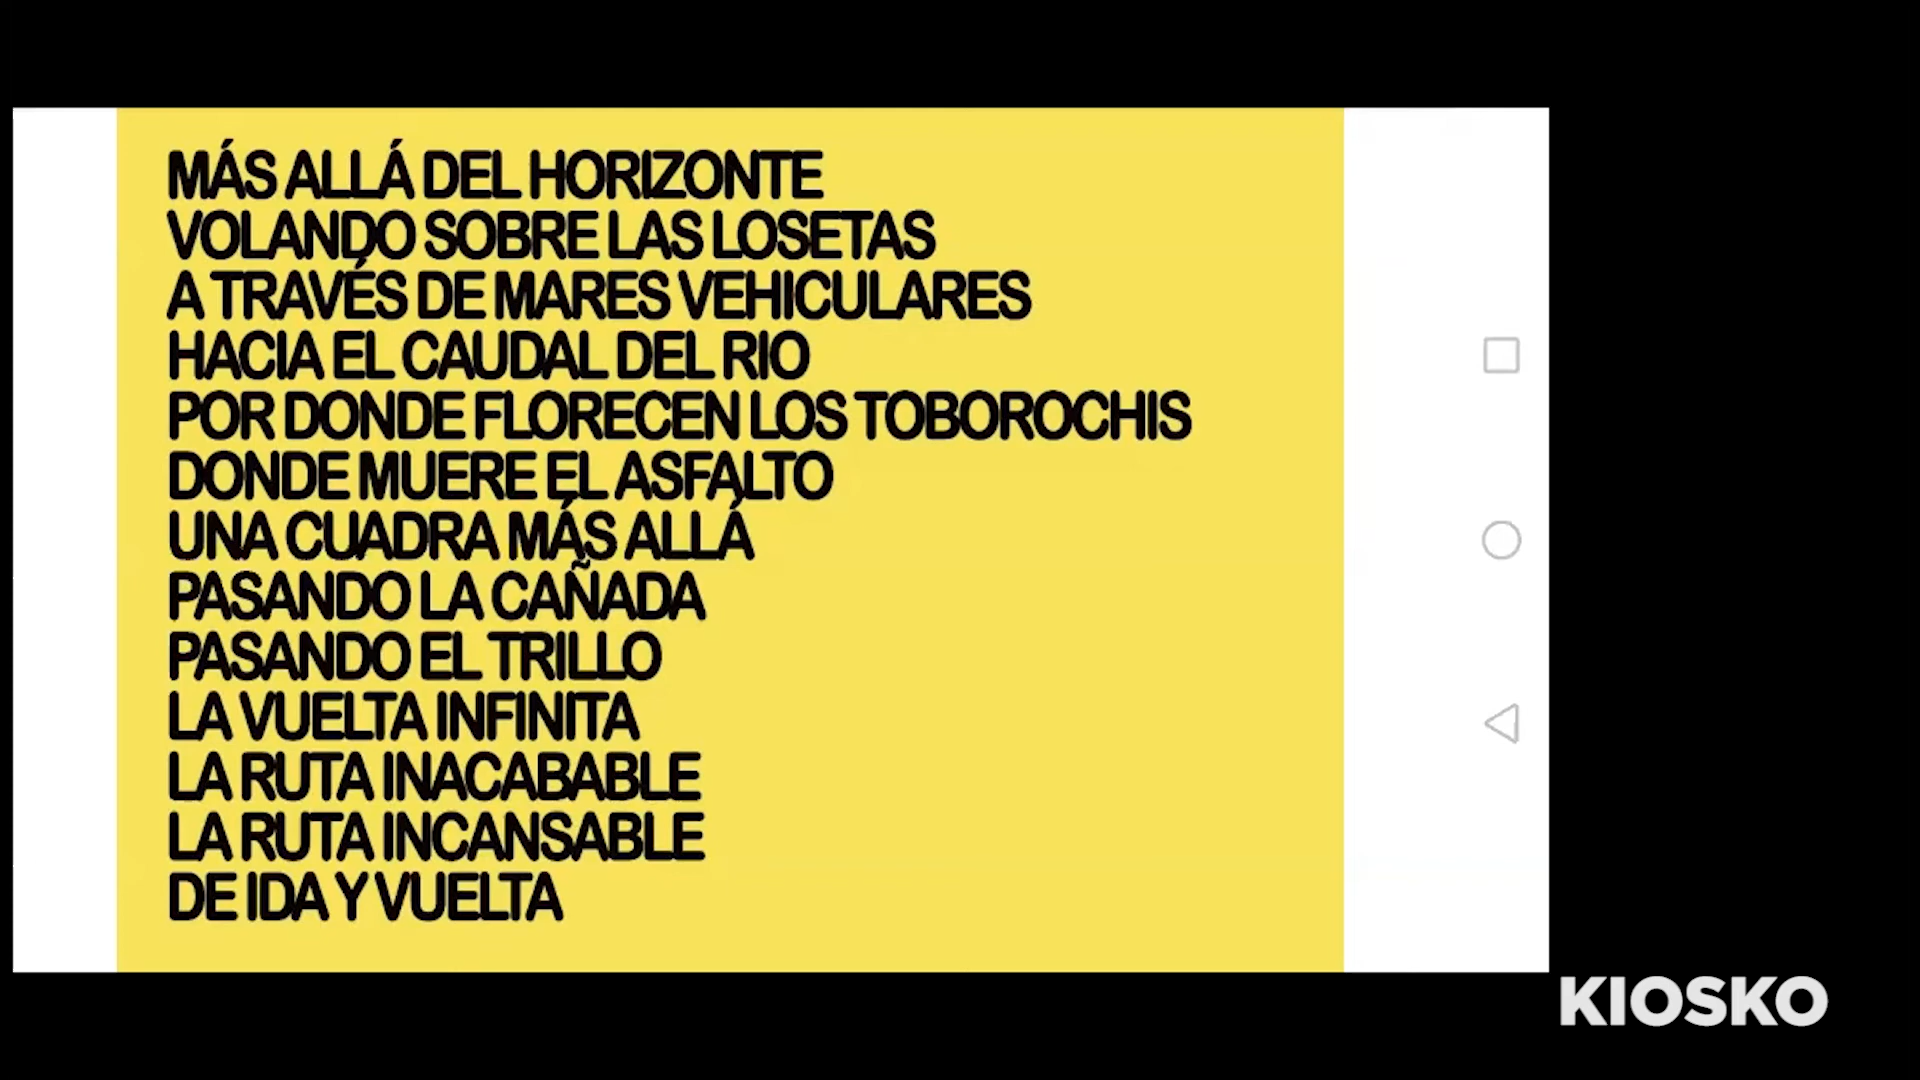 MÁS ALLÁ DEL HORIZONTE
VOLANDO SOBRE LAS LOSETAS
A TRAVÉS DE MARES VEHICULARES
HACIA EL CAUDAL DEL RIO
POR DONDE FLORECEN LOS TOBOROCHIS
DONDE MUERE EL ASFALTO
UNA CUADRA MÁS ALLÁ
PASANDO LA CAÑADA
PASANDO EL TRILLO
LA VUELTA INFINITA
LA RUTA INACABABLE
LA RUTA INCANSABLE
DE IDA Y VUELTA
KIOSKO